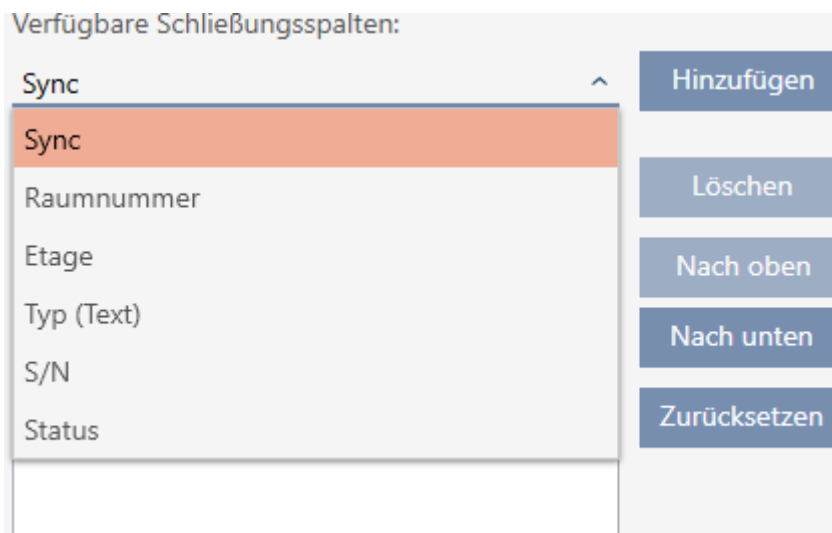 Verfügbare Schließungsspalten:
Sync
Hinzufügen
Sync
Raumnummer
Löschen
Etage
Nach oben
Typ (Text)
Nach unten
S/N
Status
Zurücksetzen